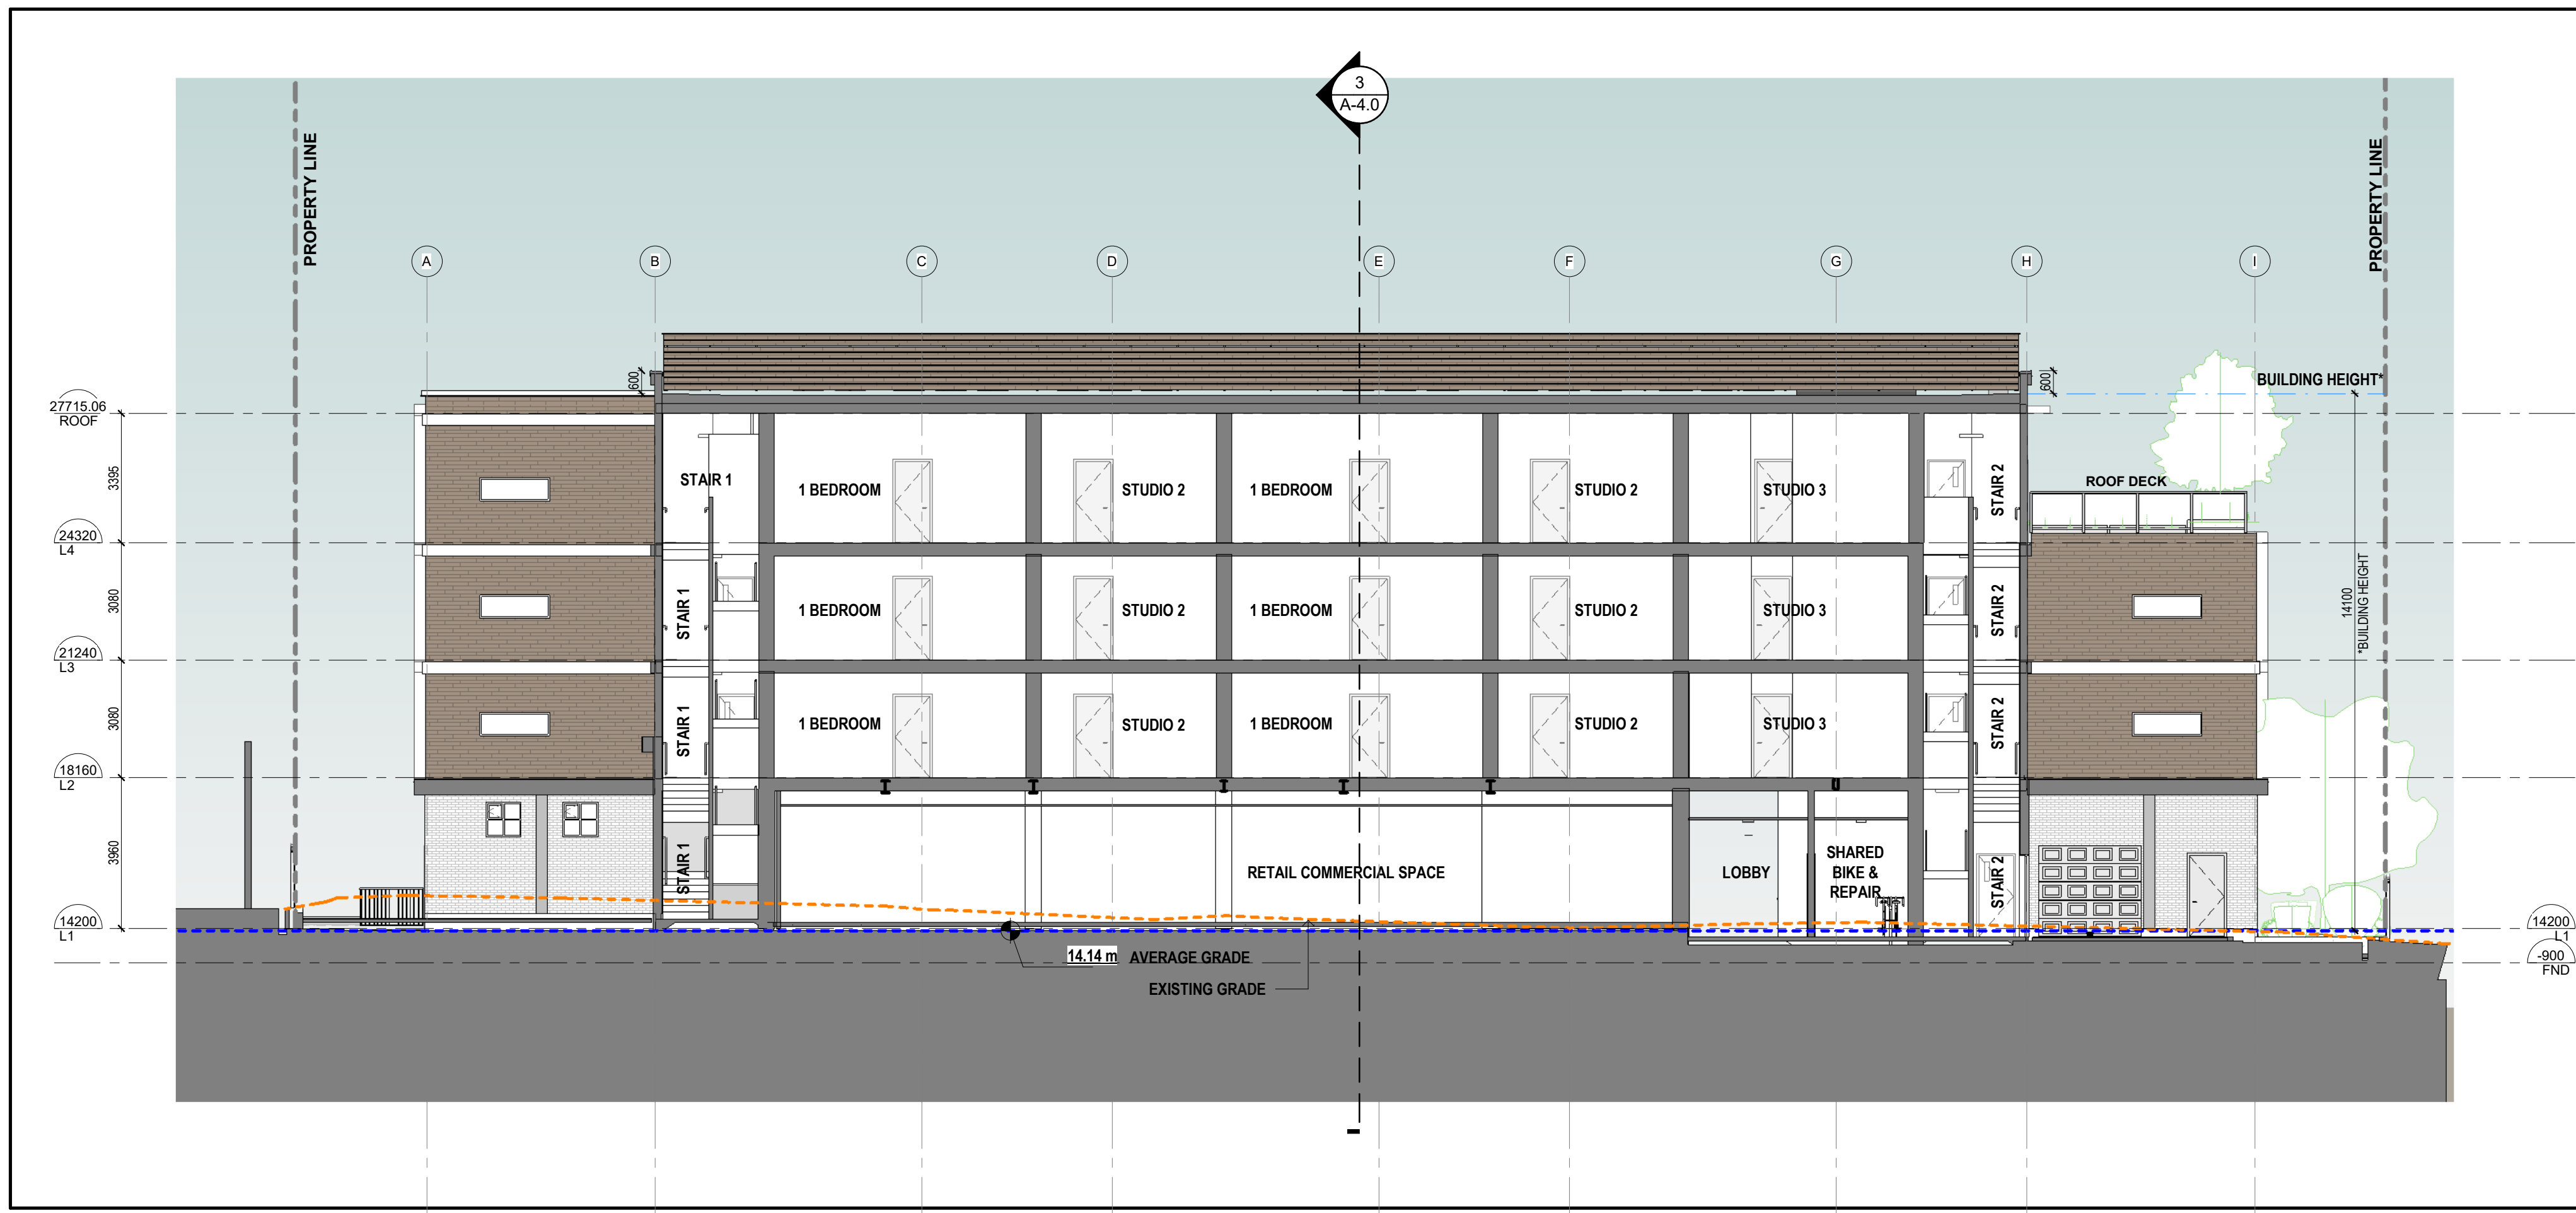 3
A-4.0
PROPERTY LINE
PROPERTY LINE
A
B
C
D
E
F
G
H
I
600
600
BUILDING HEIGHT*
27715.06
ROOF
3395
STAIR 1
1 BEDROOM
STUDIO 2
1 BEDROOM
STUDIO 2
STUDIO 3
STAIR 2
ROOF DECK
24320
L4
3080
STAIR 1
1 BEDROOM
STUDIO 2
1 BEDROOM
STUDIO 2
STUDIO 3
STAIR 2
14100
*BUILDING HEIGHT
21240
L3
3080
STAIR 1
1 BEDROOM
STUDIO 2
1 BEDROOM
STUDIO 2
STUDIO 3
STAIR 2
18160
L2
3960
STAIR 1
RETAIL COMMERCIAL SPACE
LOBBY
SHARED
BIKE &
REPAIR
STAIR 2
14200
L1
14200
L1
14.14 m AVERAGE GRADE
EXISTING GRADE
-900
FND